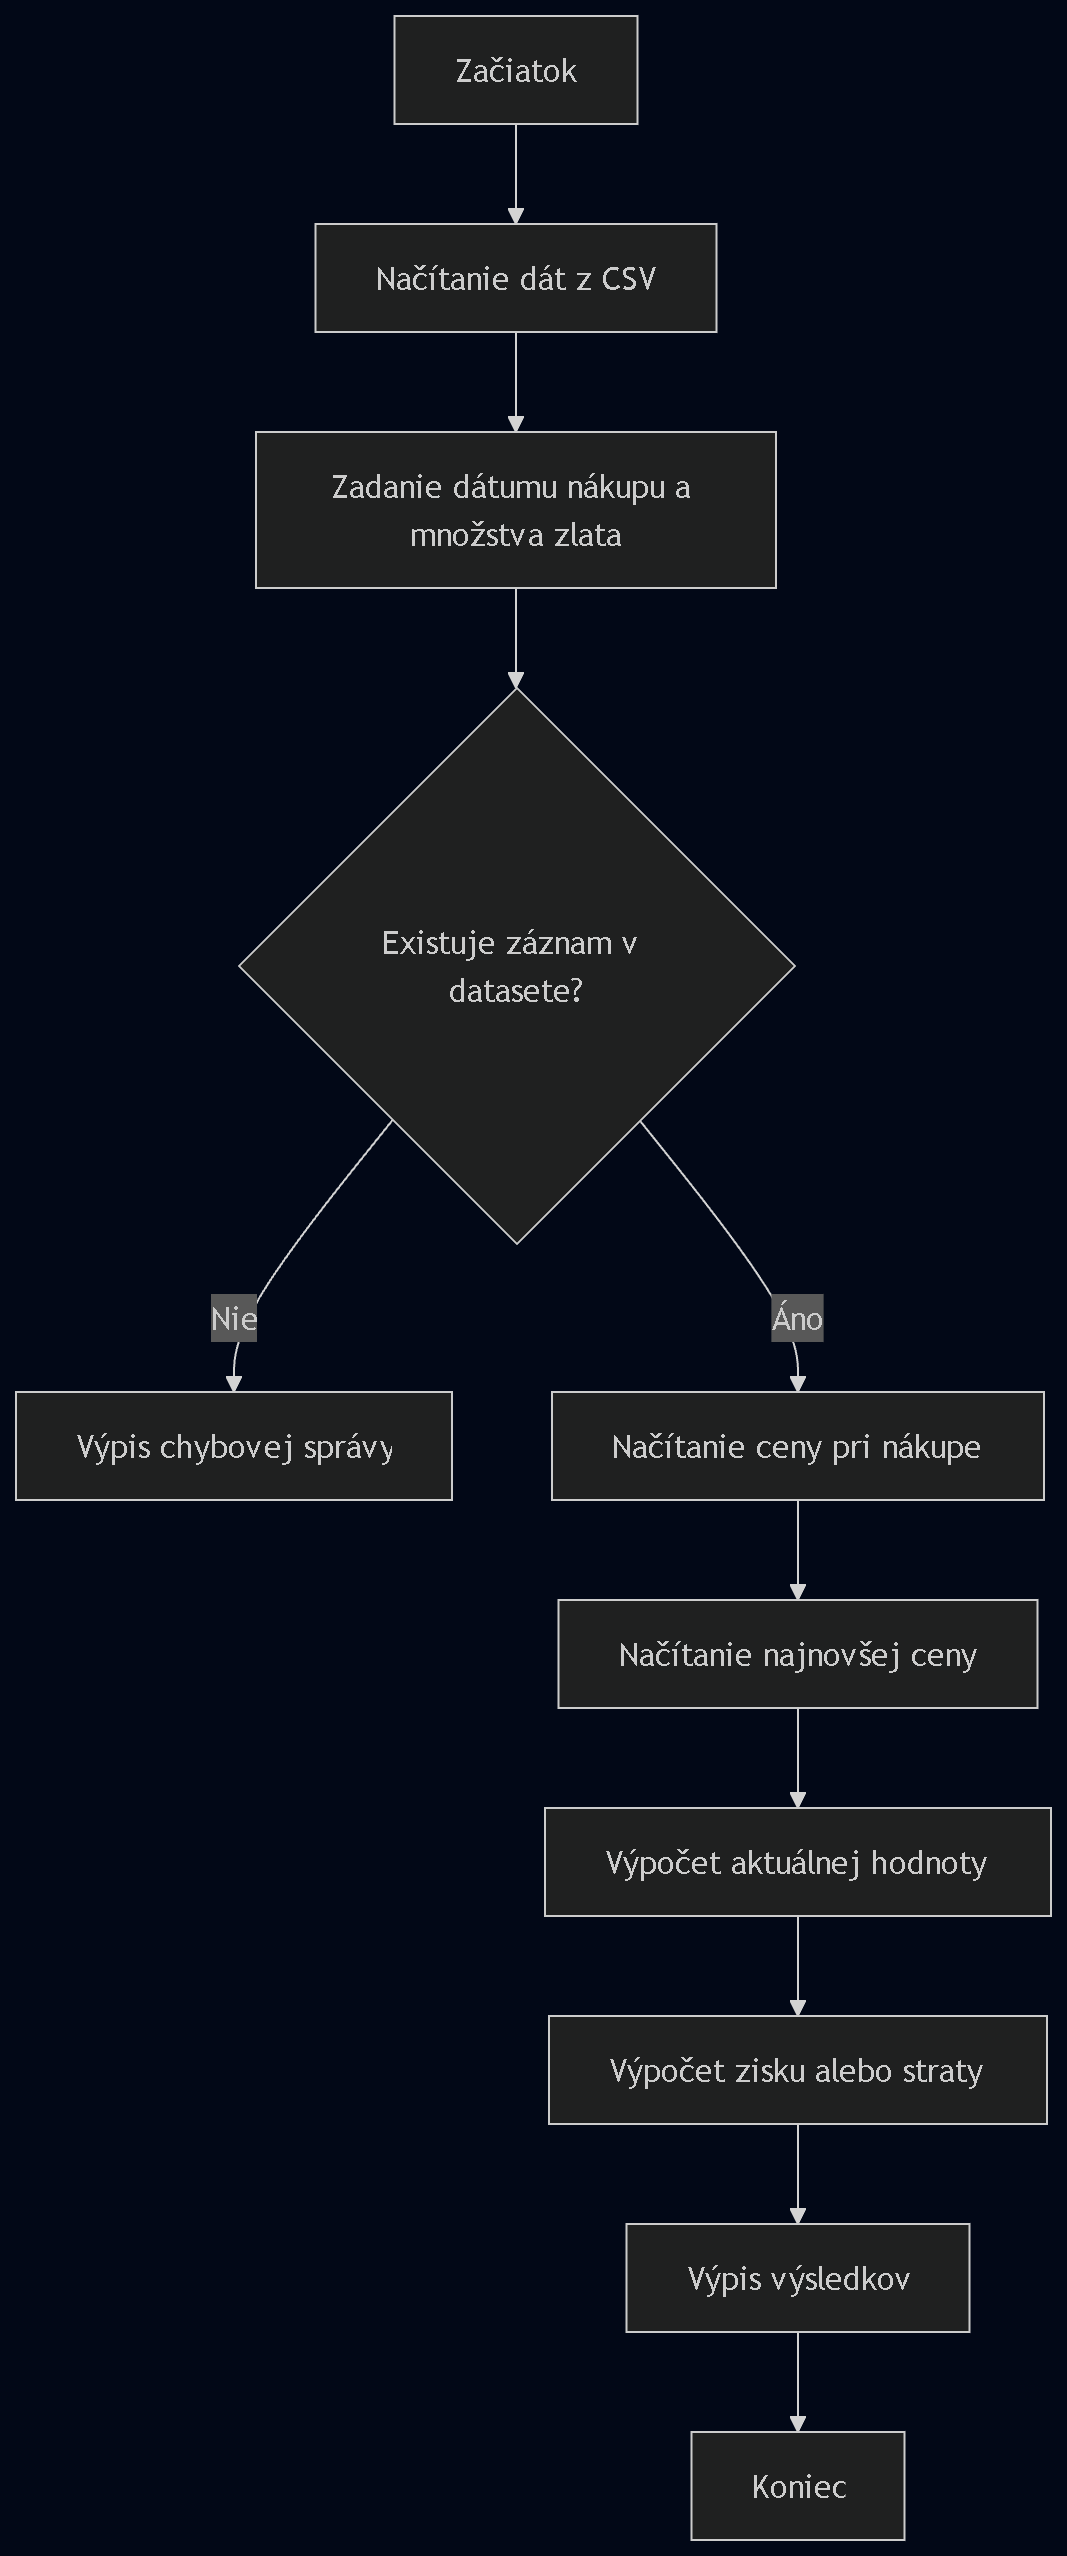 Začiatok
Načítanie dát z CSV
Zadanie dátumu nákupu a
množstva zlata
Existuje záznam v
datasete?
Nie
Áno
Výpis chybovej správy
Načítanie ceny pri nákupe
Načítanie najnovšej ceny
Výpočet aktuálnej hodnoty
Výpočet zisku alebo straty
Výpis výsledkov
Koniec